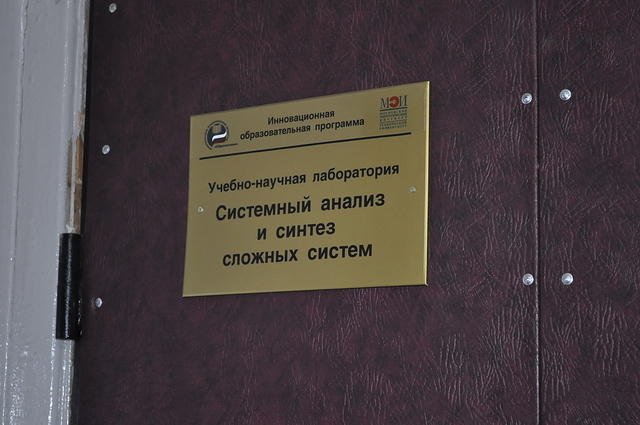 Инновационная
образовательная программа
МЭИ
Учебно-научная лаборатория
Системный анализ
и синтез
сложных систем